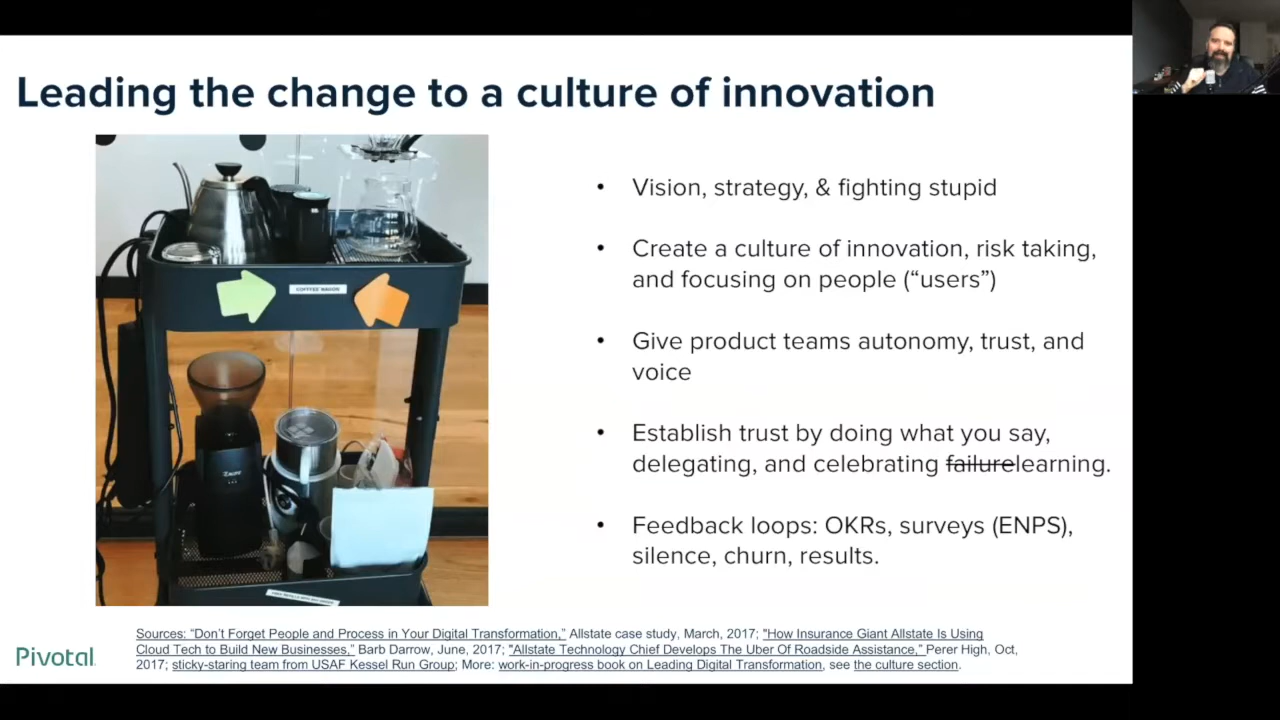 Leading the change to a culture of innovation
COFFFEE WAGON
• Vision, strategy, & fighting stupid
• Create a culture of innovation, risk taking,
and focusing on people (“users”)
• Give product teams autonomy, trust, and
voice
• Establish trust by doing what you say,
delegating, and celebrating failurelearning.
• Feedback loops: OKRs, surveys (ENPS),
silence, churn, results.
Pivotal
Sources: “Don’t Forget People and Process in Your Digital Transformation,” Allstate case study, March, 2017; "How Insurance Giant Allstate Is Using
Cloud Tech to Build New Businesses,” Barb Darrow, June, 2017; "Allstate Technology Chief Develops The Uber Of Roadside Assistance,” Perer High, Oct,
2017; sticky-staring team from USAF Kessel Run Group; More: work-in-progress book on Leading Digital Transformation, see the culture section.